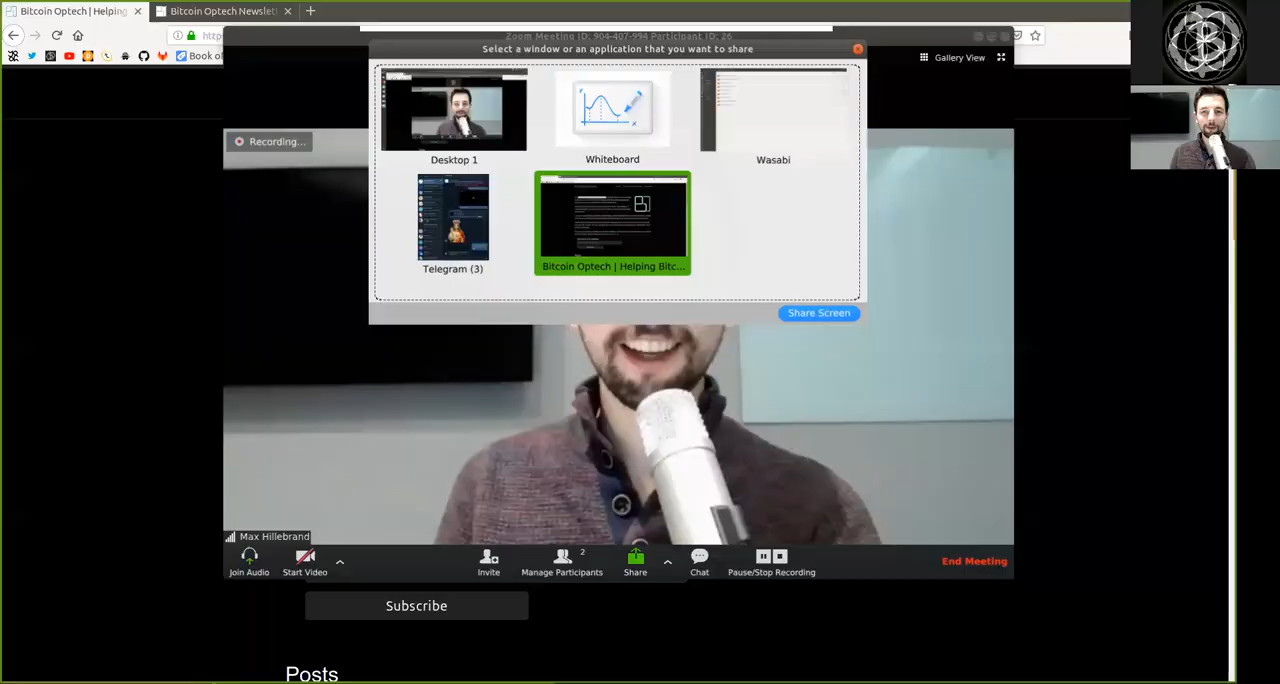 Bitcoin Optech | Helping
Bitcoin Optech Newslet
Zoom Meeting ID: 904-407-994 Participant ID: 26
http
Book of
Select a window or an application that you want to share
Gallery View
Recording...
Desktop 1
Whiteboard
Wasabi
Telegram (3)
Bitcoin Optech | Helping Bitc...
Share Screen
Max Hillebrand
Join Audio
Start Video
Invite
2
Manage Participants
Share
Chat
Pause/Stop Recording
End Meeting
Subscribe
Posts